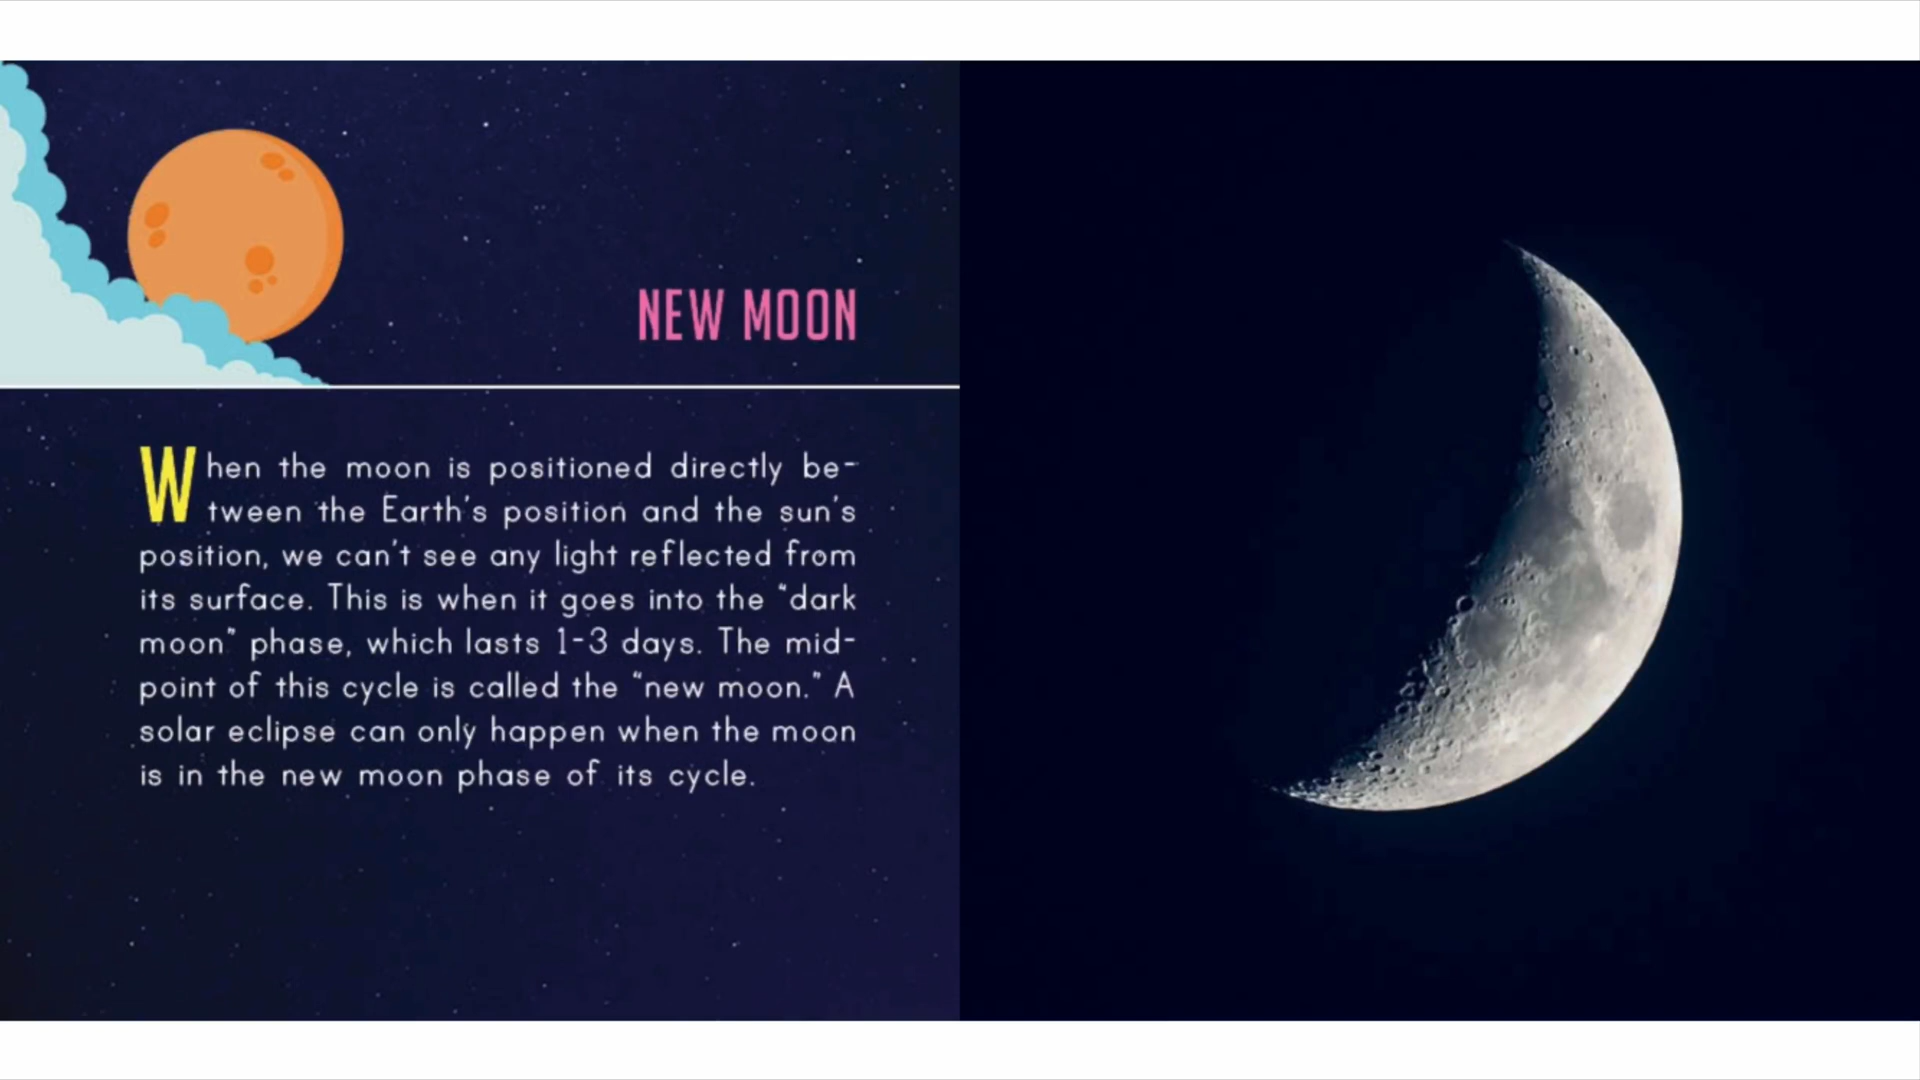 NEW MOON
When the moon is positioned directly be-
tween the Earth's position and the sun's
position, we can't see any light reflected from
its surface. This is when it goes into the “dark
moon” phase, which lasts 1-3 days. The mid-
point of this cycle is called the “new moon.” A
solar eclipse can only happen when the moon
is in the new moon phase of its cycle.